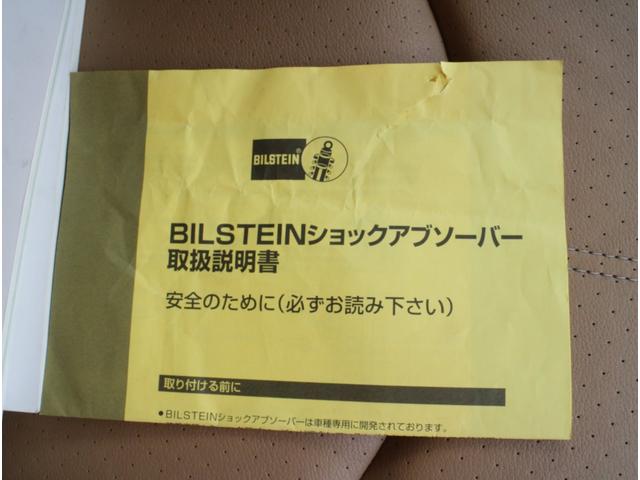 BILSTEIN®
BILSTEINショックアブソーバー
取扱説明書
安全のために(必ずお読み下さい)
取り付ける前に
●BILSTEINショックアブソーバーは車種専用に開発されております。